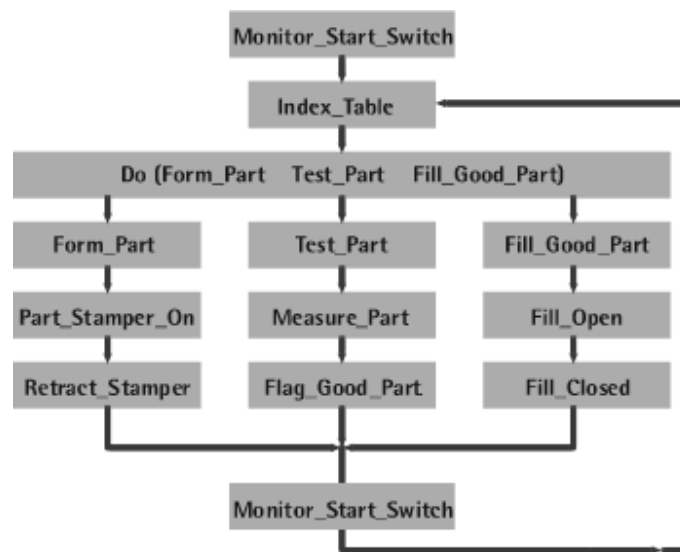 Monitor_Start_Switch
Index_Table
Do (Form_Part Test_Part Fill_Good_Part)
Form_Part Test_Part Fill_Good_Part
Part_Stamper_On Measure_Part Fill_Open
Retract_Stamper Flag_Good_Part Fill_Closed
Monitor_Start_Switch